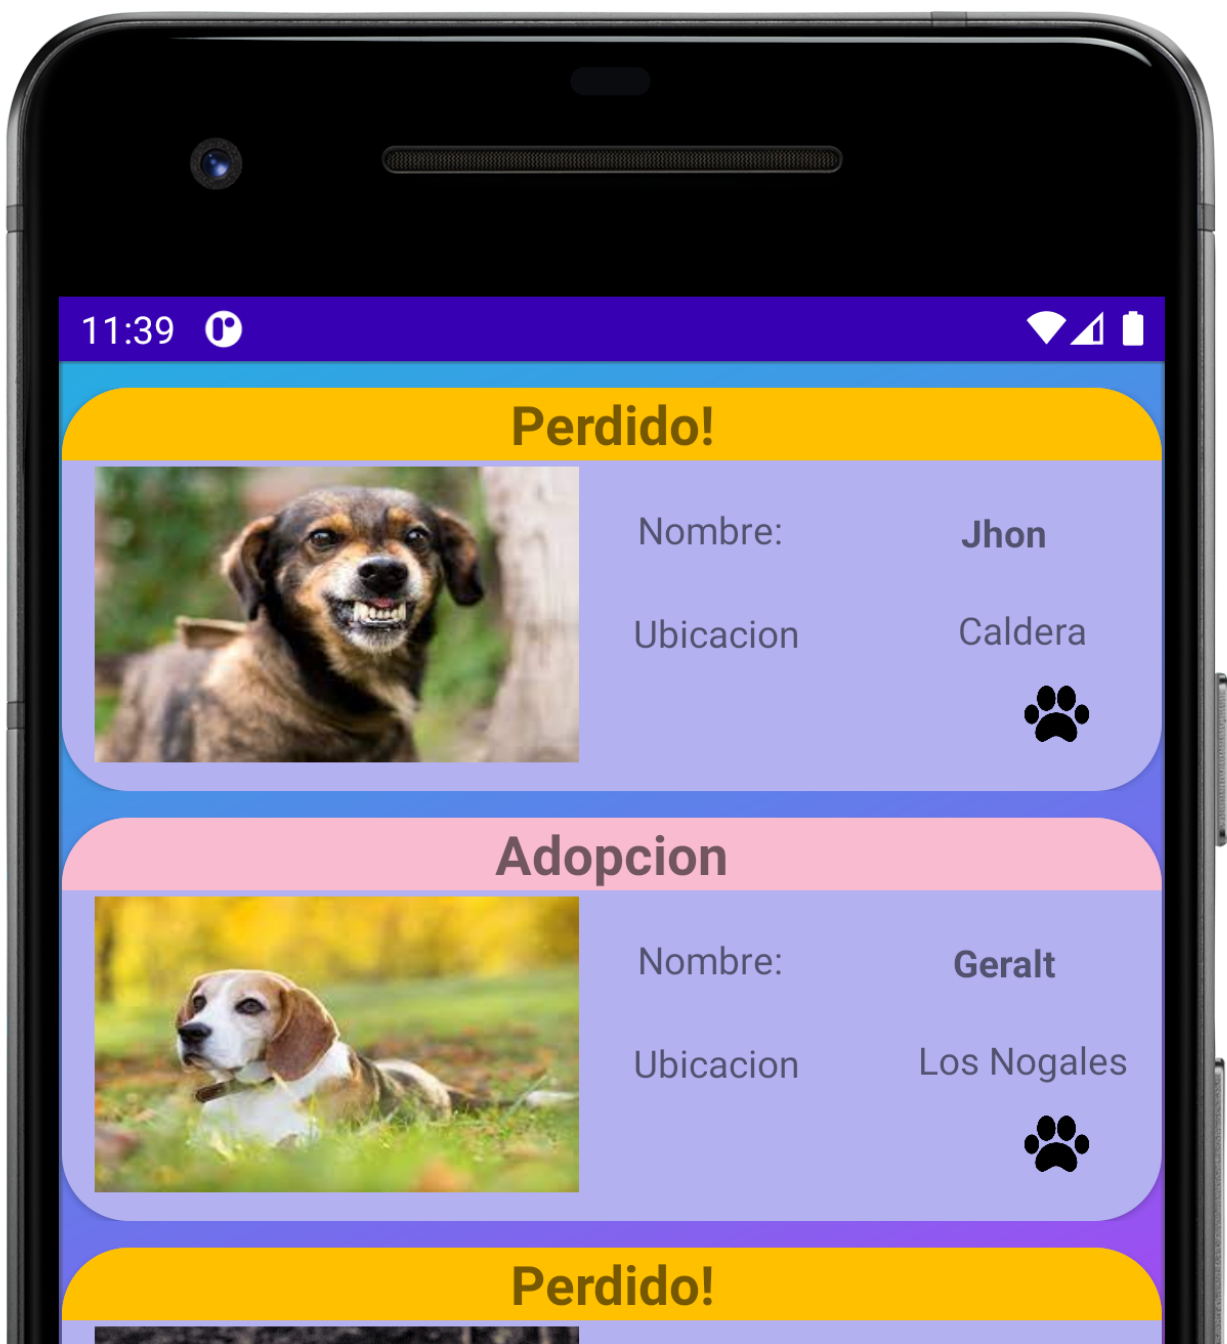 11:39
Perdido!
Nombre: Jhon
Ubicacion Caldera
Adopcion
Nombre: Geralt
Ubicacion Los Nogales
Perdido!